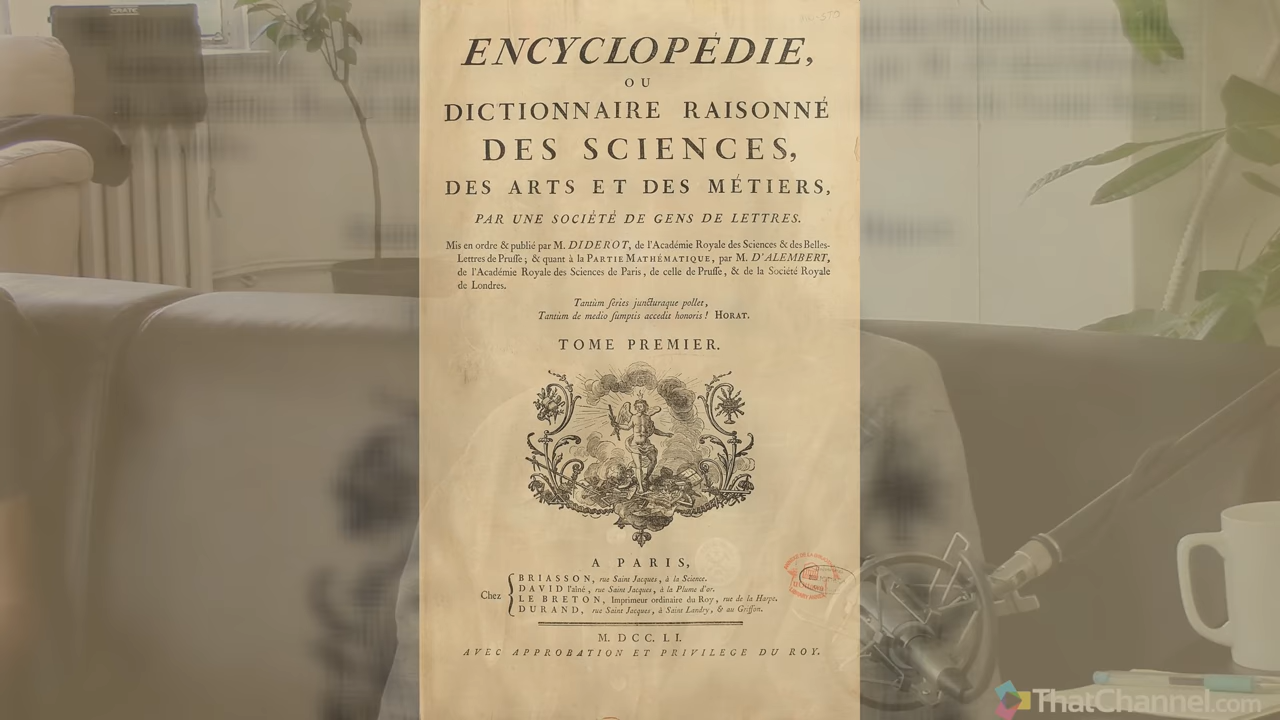 CRATE
ENCYCLOPÉDIE,
OU
DICTIONNAIRE RAISONNÉ
DES SCIENCES,
DES ARTS ET DES MÉTIERS,
PAR UNE SOCIÉTÉ DE GENS DE LETTRES.
Mis en ordre & publié par M. DIDEROT, de l'Académie Royale des Sciences & des Belles-
Lettres de Prusse ; & quant à la PARTIE MATHÉMATIQUE, par M. D'ALEMBERT,
de l'Académie Royale des Sciences de Paris, de celle de Prusse, & de la Société Royale
de Londres.
Tantùm series juncturaque pollet,
Tantùm de medio sumptis accedit honoris ! HORAT.
TOME PREMIER.
A PARIS,
Chez
BRIASSON, rue Saint Jacques, à la Science.
DAVID l'aîné, rue Saint Jacques, à la Plume d'or.
LE BRETON, Imprimeur ordinaire du Roy, rue de la Harpe.
DURAND, rue Saint Jacques, à Saint Landry, & au Griffon.
M. DCC. LI.
AVEC APPROBATION ET PRIVILEGE DU ROY.
ThatChannel.com